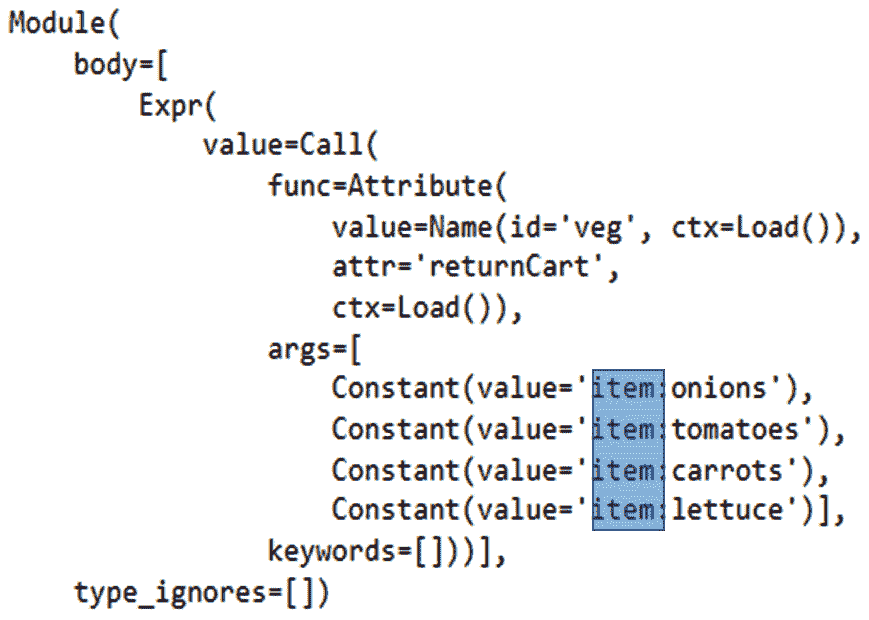 Module(
body=[
Expr(
value=Call(
func=Attribute(
value=Name(id='veg', ctx=Load()),
attr='returnCart',
ctx=Load()),
args=[
Constant(value='item:onions'),
Constant(value='item:tomatoes'),
Constant(value='item:carrots'),
Constant(value='item:lettuce')],
keywords=[]))],
type_ignores=[])